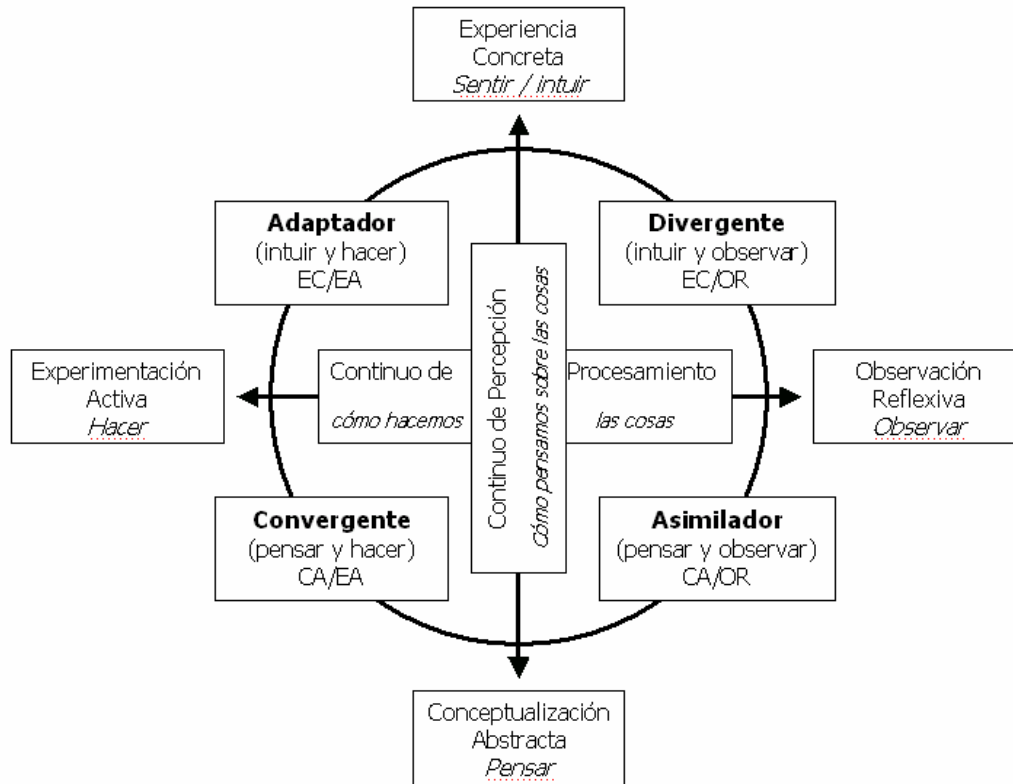 Experiencia
Concreta
Sentir / intuir
Adaptador
(intuir y hacer)
EC/EA
Divergente
(intuir y observar)
EC/OR
Experimentación
Activa
Hacer
Continuo de
cómo hacemos
Continuo de Percepción
Cómo pensamos sobre las cosas
Procesamiento
las cosas
Observación
Reflexiva
Observar
Convergente
(pensar y hacer)
CA/EA
Asimilador
(pensar y observar)
CA/OR
Conceptualización
Abstracta
Pensar